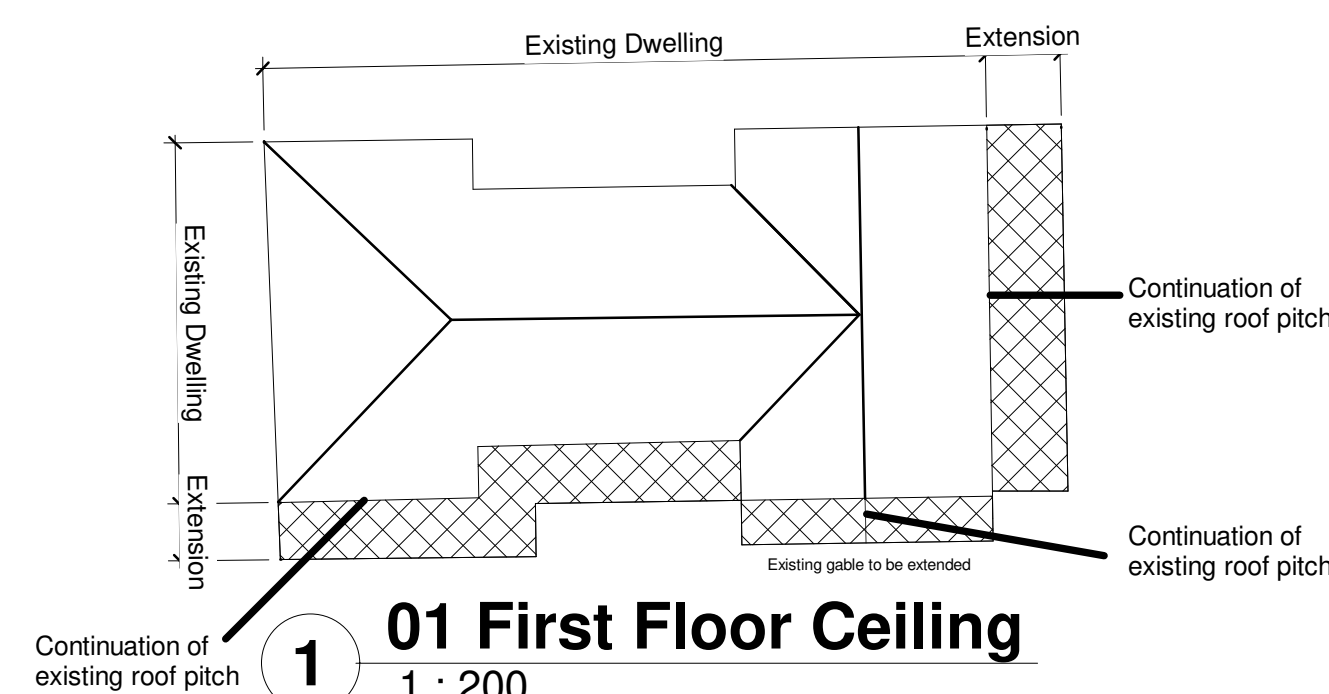 Existing Dwelling
Extension
Existing Dwelling
Extension
Continuation of
existing roof pitch
Continuation of
existing roof pitch
Existing gable to be extended
Continuation of
existing roof pitch
1
01 First Floor Ceiling
1 : 200